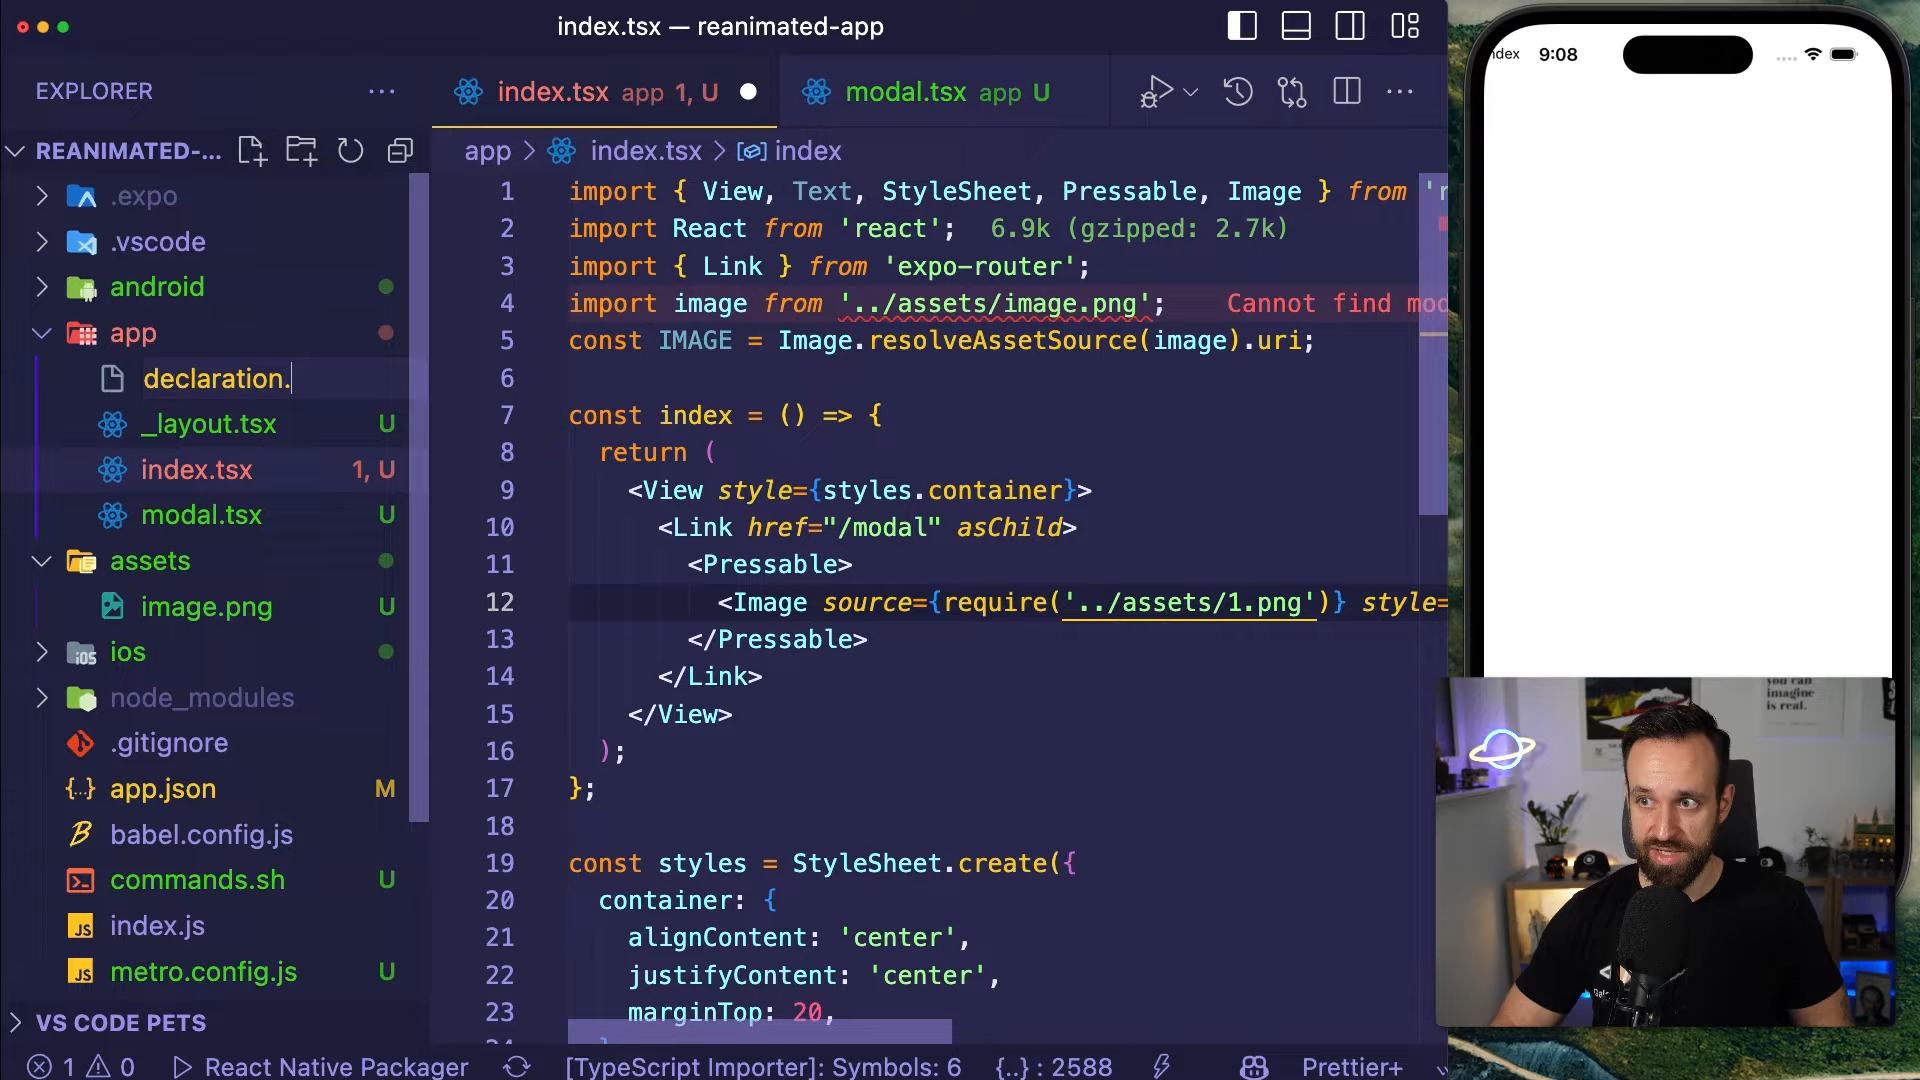 index.tsx — reanimated-app
EXPLORER
REANIMATED-...
.expo
.vscode
android
app
declaration.
_layout.tsx U
index.tsx 1, U
modal.tsx U
assets
image.png U
ios
node_modules
.gitignore
app.json M
babel.config.js
commands.sh U
index.js
metro.config.js U
VS CODE PETS
index.tsx app 1, U
modal.tsx app U
app > index.tsx > index
1 import { View, Text, StyleSheet, Pressable, Image } from 'r
2 import React from 'react'; 6.9k (gzipped: 2.7k)
3 import { Link } from 'expo-router';
4 import image from '../assets/image.png'; Cannot find mod
5 const IMAGE = Image.resolveAssetSource(image).uri;
6
7 const index = () => {
8 return (
9 <View style={styles.container}>
10 <Link href="/modal" asChild>
11 <Pressable>
12 <Image source={require('../assets/1.png')} style=
13 </Pressable>
14 </Link>
15 </View>
16 );
17 };
18
19 const styles = StyleSheet.create({
20 container: {
21 alignContent: 'center',
22 justifyContent: 'center',
23 marginTop: 20,
1 0 React Native Packager [TypeScript Importer]: Symbols: 6 {..} : 2588 Prettier+
ndex 9:08
you can
imagine
is real.